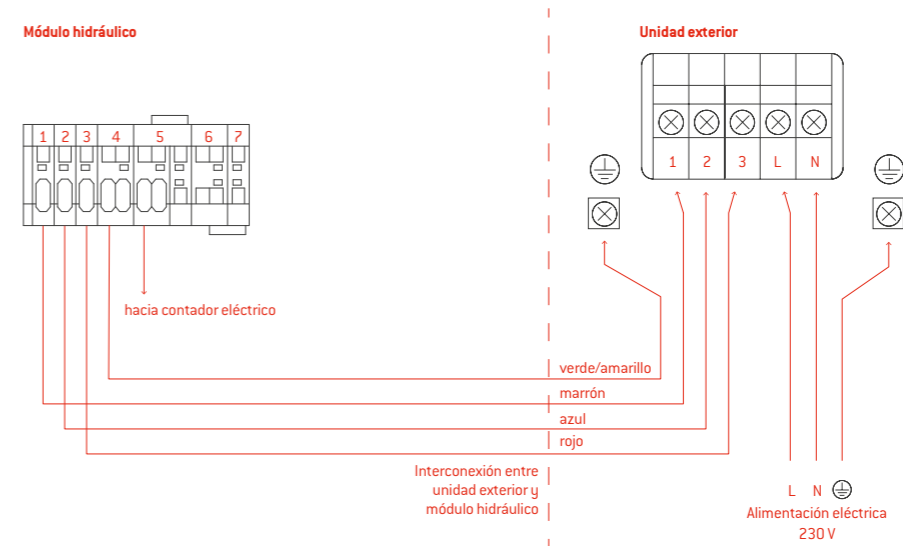 Módulo hidráulico
Unidad exterior
1 2 3 4 5 6 7
1 2 3 L N
hacia contador eléctrico
verde/amarillo
marrón
azul
rojo
Interconexión entre
unidad exterior y
módulo hidráulico
L N
Alimentación eléctrica
230 V